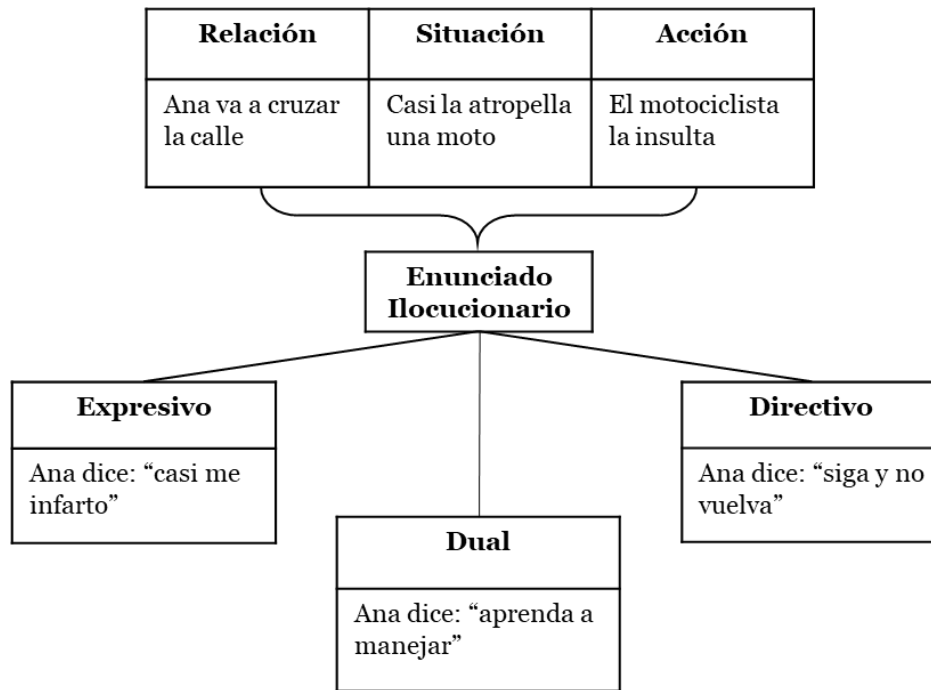 Relación
Situación
Acción
Ana va a cruzar
la calle
Casi la atropella
una moto
El motociclista
la insulta
Enunciado
Ilocucionario
Expresivo
Ana dice: “casi me
infarto”
Dual
Ana dice: “aprenda a
manejar”
Directivo
Ana dice: “siga y no
vuelva”